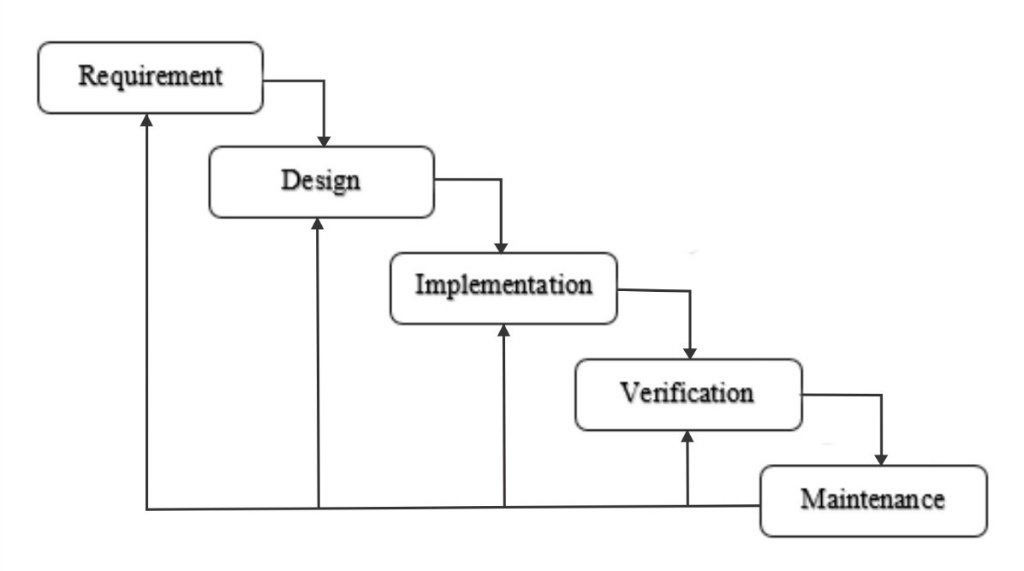 Requirement
Design
Implementation
Verification
Maintenance